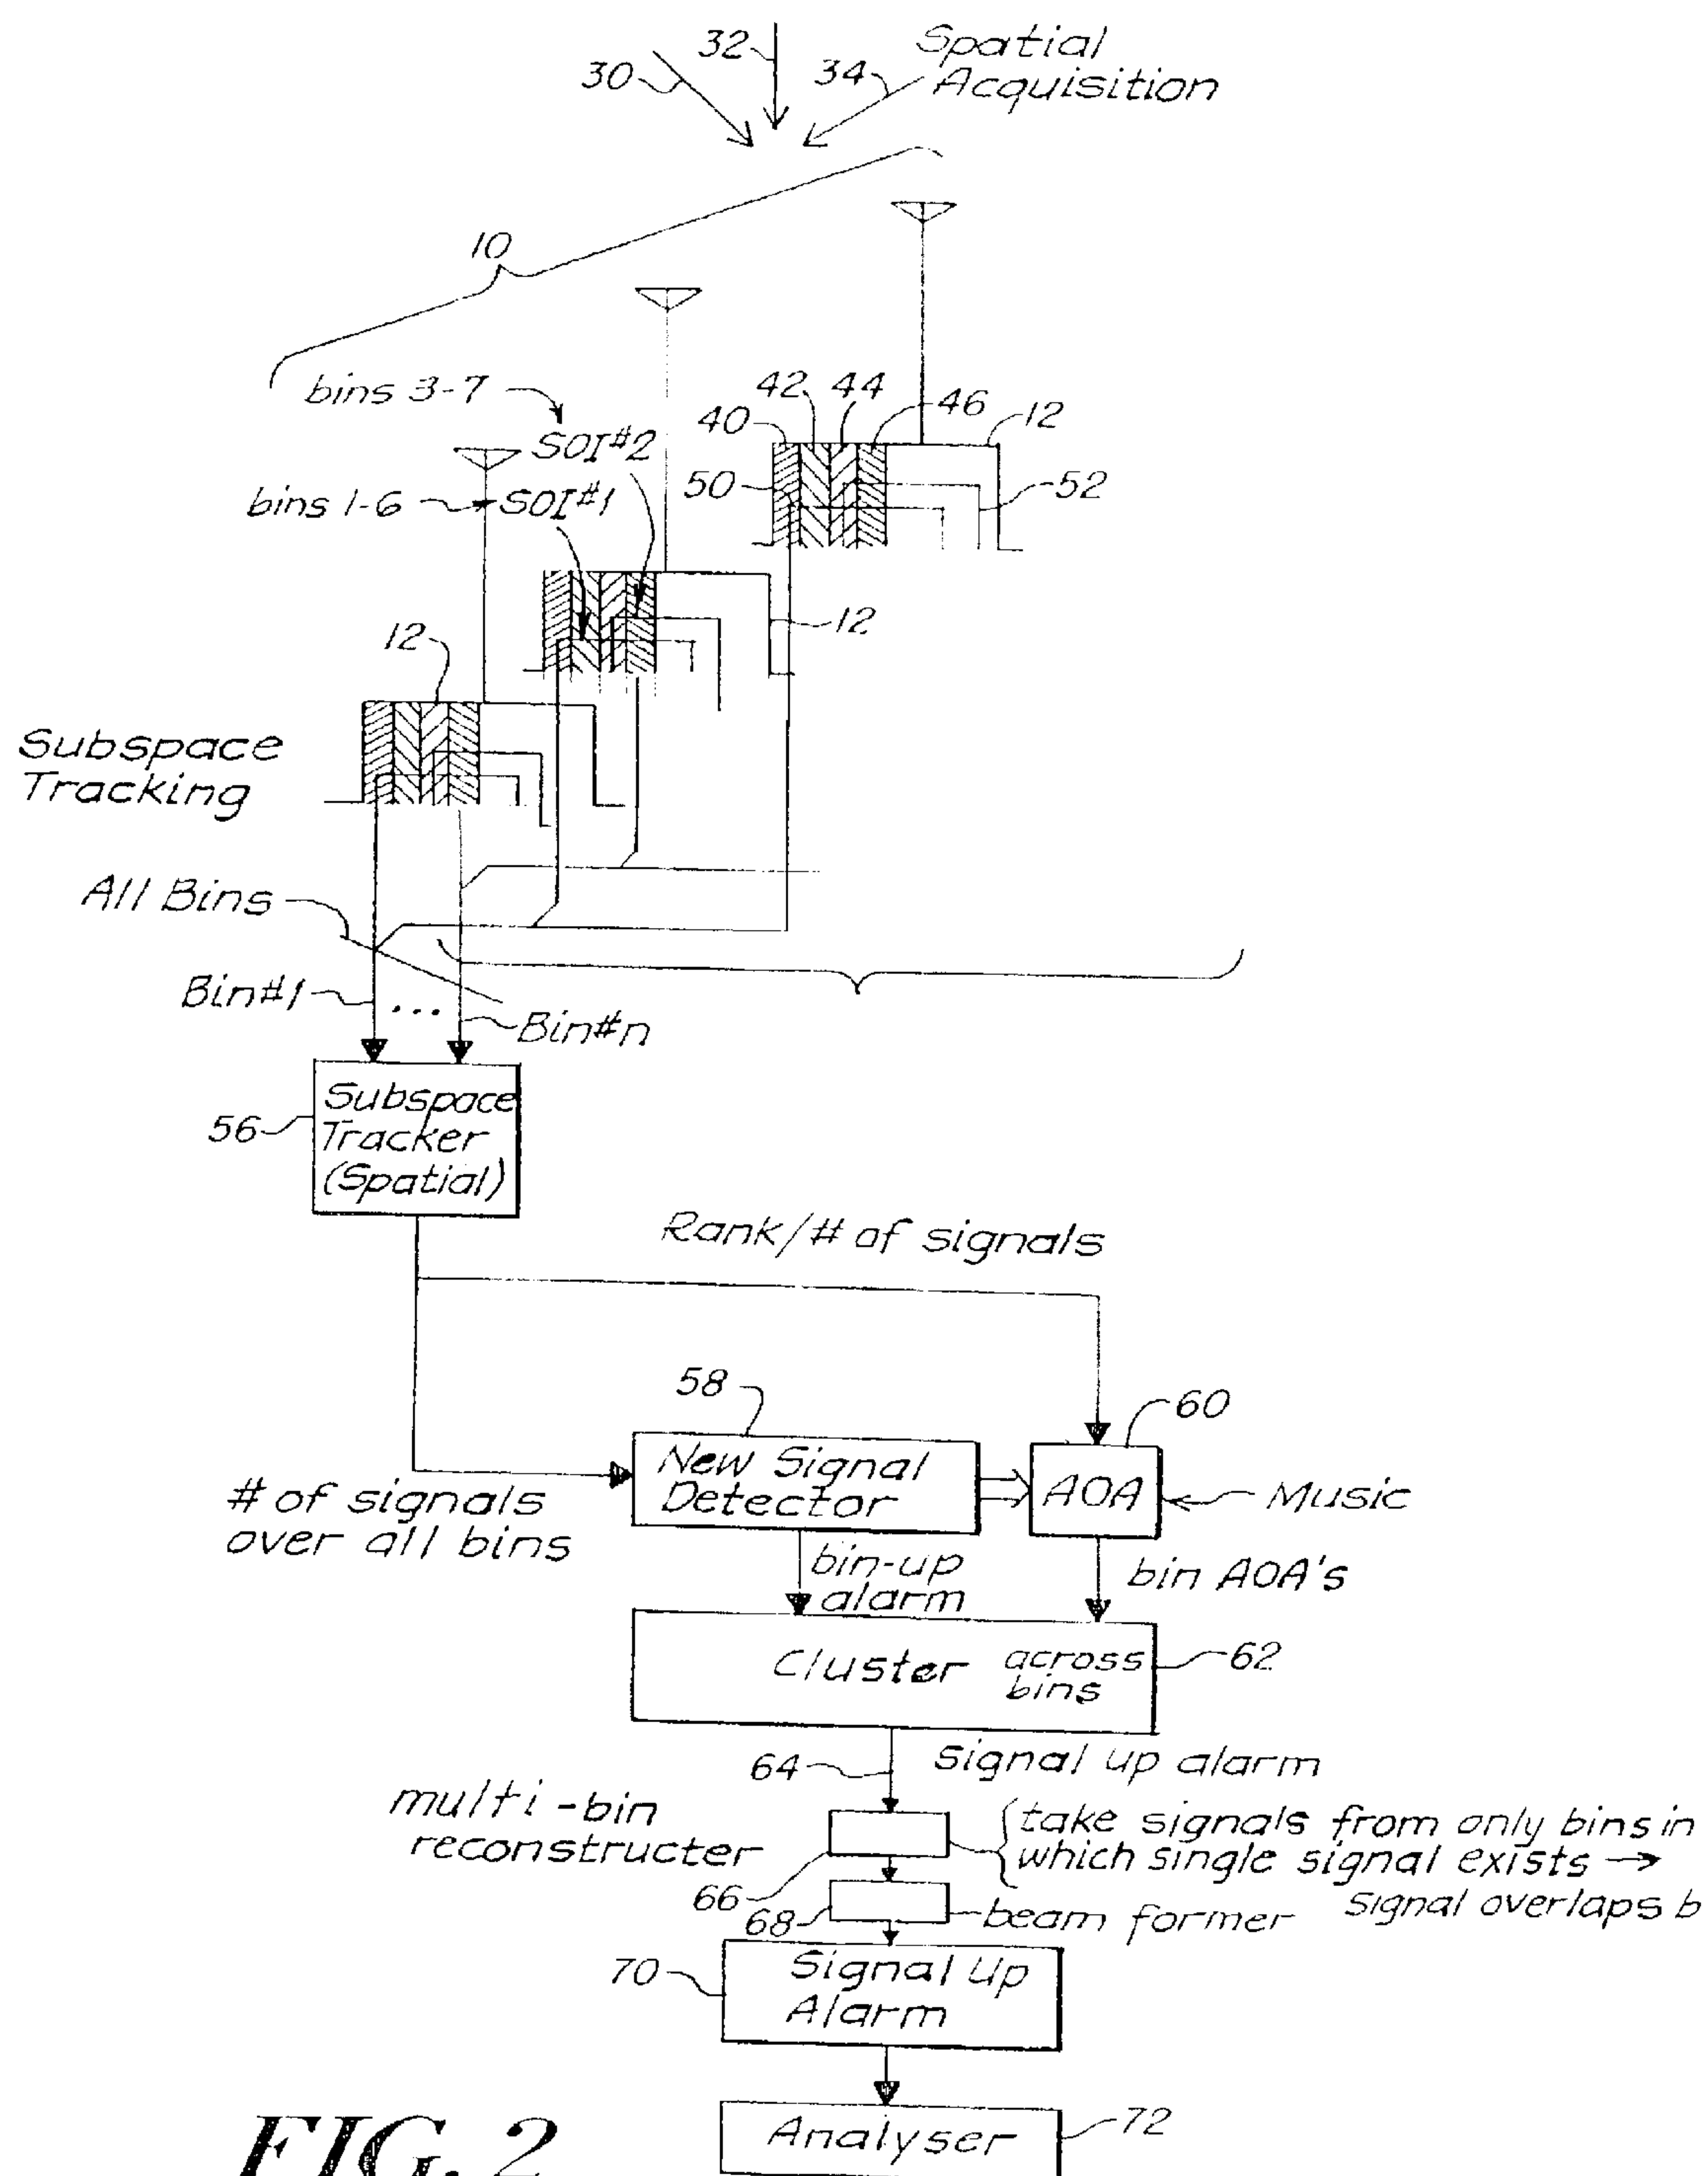 32
Spatial
30
34
Acquisition
10
bins 3-7
42 44
46
12
40
SOI#2
50
52
bins 1-6
SOI#1
12
12
Subspace
Tracking
All Bins
Bin#1
...
Bin#n
Subspace
56
Tracker
(Spatial)
Rank/# of signals
58
60
New Signal
Detector
AOA
Music
# of signals
over all bins
bin-up
alarm
bin AOA's
Cluster
across
bins
62
64
signal up alarm
multi-bin
reconstructer
take signals from only bins in
which single signal exists →
66
68
beam former
signal overlaps b
70
Signal Up
Alarm
Analyser
72
FIG. 2